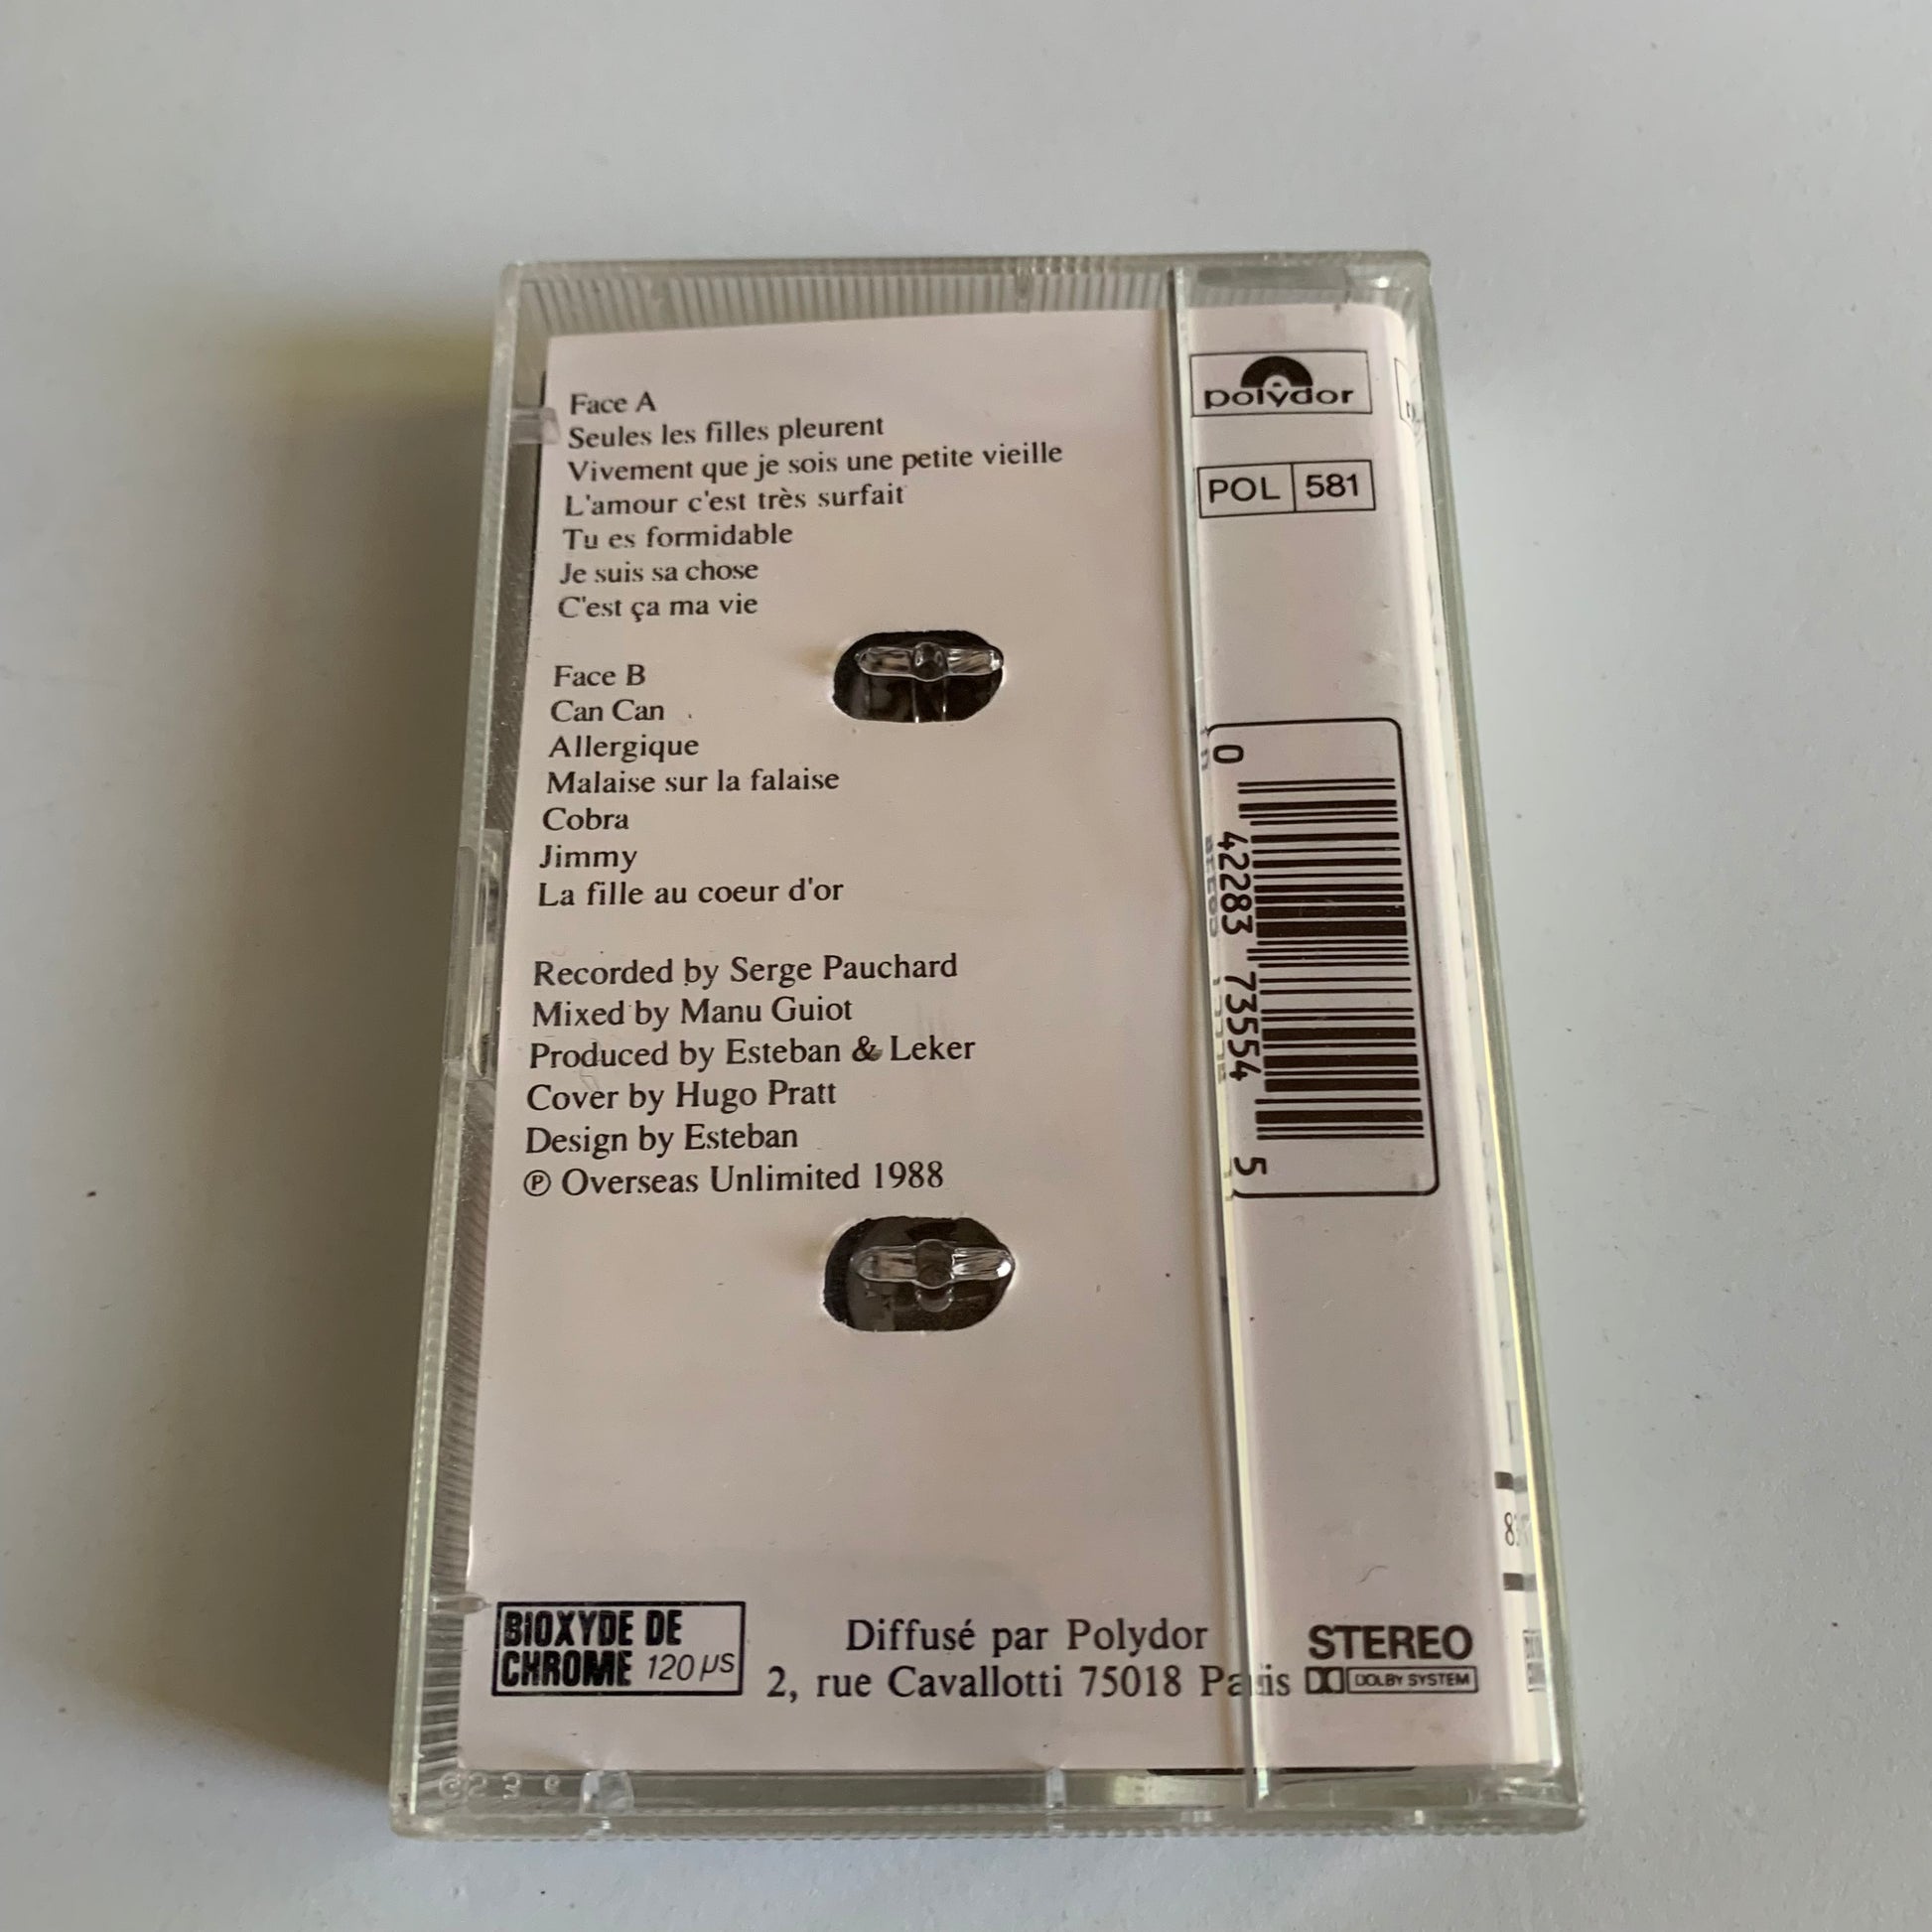 Face A
Seules les filles pleurent
Vivement que je sois une petite vieille
L'amour c'est très surfait
Tu es formidable
Je suis sa chose
C'est ça ma vie
Face B
Can Can
Allergique
Malaise sur la falaise
Cobra
Jimmy
La fille au coeur d'or
Recorded by Serge Pauchard
Mixed by Manu Guiot
Produced by Esteban & Leker
Cover by Hugo Pratt
Design by Esteban
℗ Overseas Unlimited 1988
BIOXYDE DE
CHROME 120 µs
Diffusé par Polydor
2, rue Cavallotti 75018 Paris
polydor
POL 581
0 42283 73554 5
STEREO
DOLBY SYSTEM